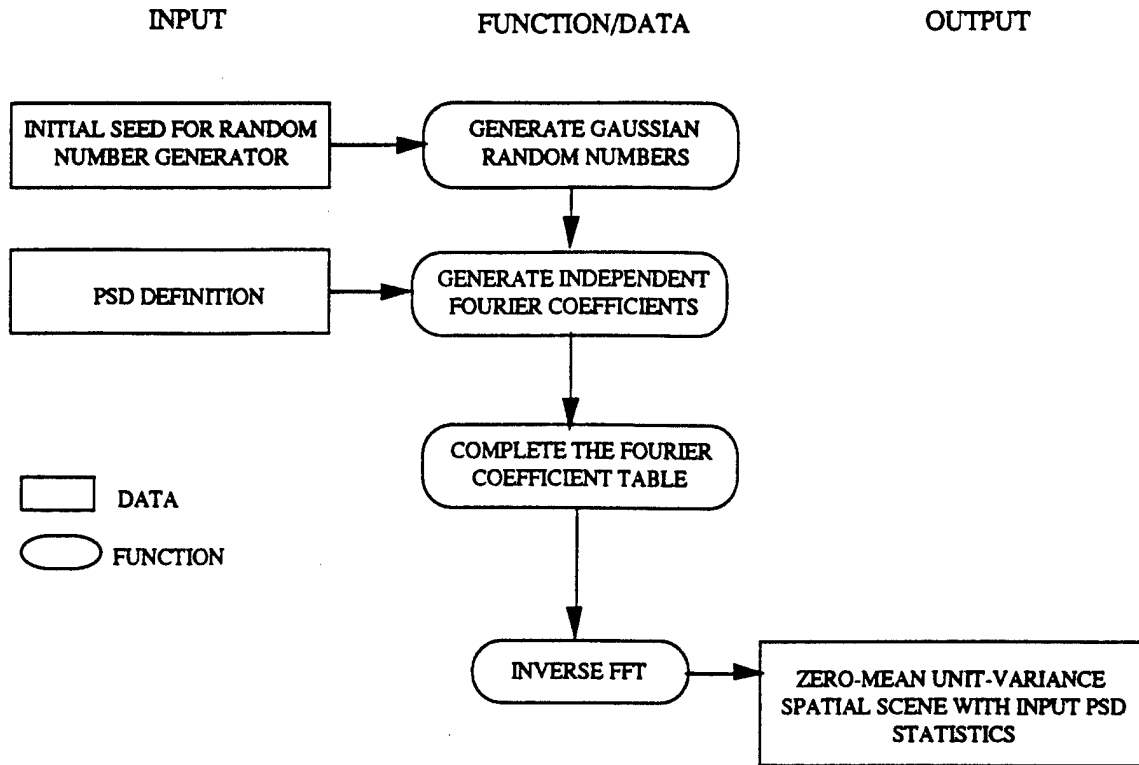 INPUT
FUNCTION/DATA
OUTPUT
INITIAL SEED FOR RANDOM
NUMBER GENERATOR
GENERATE GAUSSIAN
RANDOM NUMBERS
PSD DEFINITION
GENERATE INDEPENDENT
FOURIER COEFFICIENTS
COMPLETE THE FOURIER
COEFFICIENT TABLE
DATA
FUNCTION
INVERSE FFT
ZERO-MEAN UNIT-VARIANCE
SPATIAL SCENE WITH INPUT PSD
STATISTICS